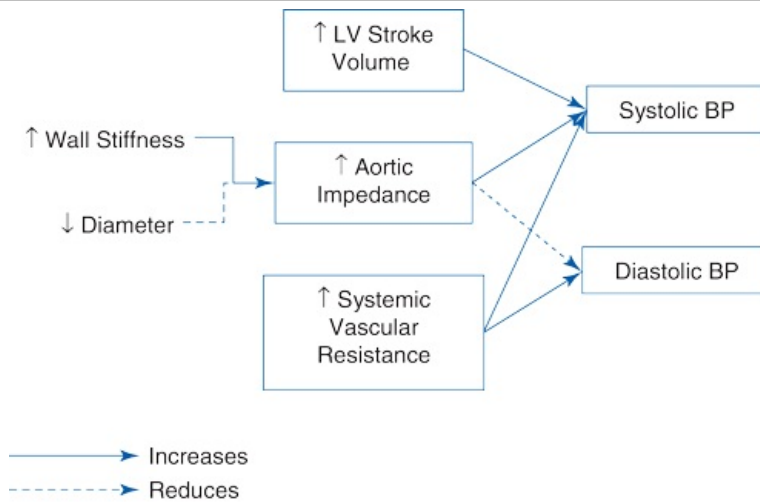 ↑ LV Stroke
Volume
Systolic BP
↑ Wall Stiffness
↑ Aortic
Impedance
↓ Diameter
Diastolic BP
↑ Systemic
Vascular
Resistance
Increases
Reduces